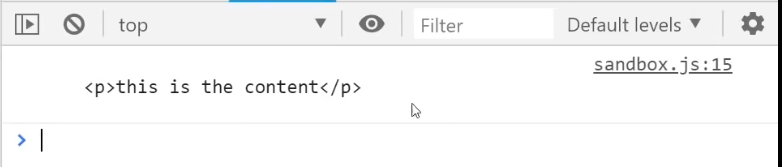 top Filter Default levels
sandbox.js:15
<p>this is the content</p>